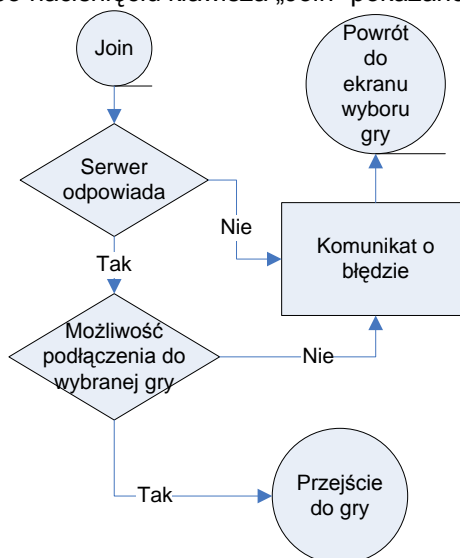 Join
Powrót
do
ekranu
wyboru
gry
Serwer
odpowiada
Nie
Komunikat o
błędzie
Tak
Możliwość
podłączenia do
wybranej gry
Nie
Tak
Przejście
do gry